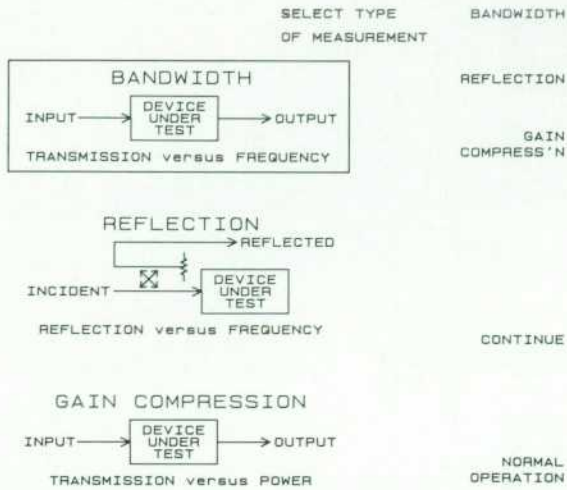 SELECT TYPE
OF MEASUREMENT
BANDWIDTH
REFLECTION
GAIN
COMPRESS'N
CONTINUE
NORMAL
OPERATION
BANDWIDTH
INPUT
DEVICE
UNDER
TEST
OUTPUT
TRANSMISSION versus FREQUENCY
REFLECTION
REFLECTED
INCIDENT
DEVICE
UNDER
TEST
REFLECTION versus FREQUENCY
GAIN COMPRESSION
INPUT
DEVICE
UNDER
TEST
OUTPUT
TRANSMISSION versus POWER